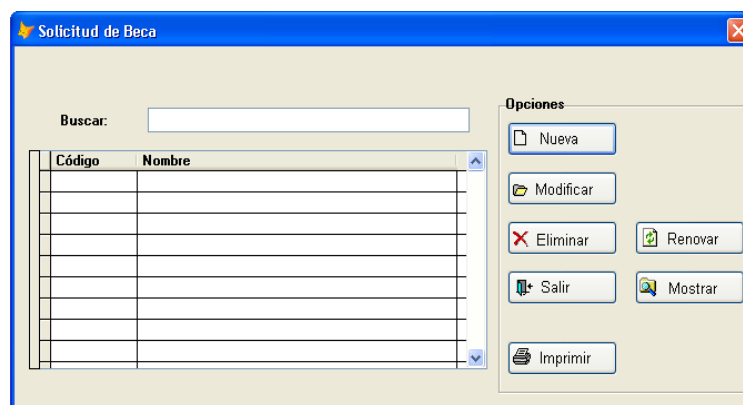 Solicitud de Beca
Opciones
Buscar:
Nueva
Código Nombre
Modificar
Eliminar Renovar
Salir Mostrar
Imprimir